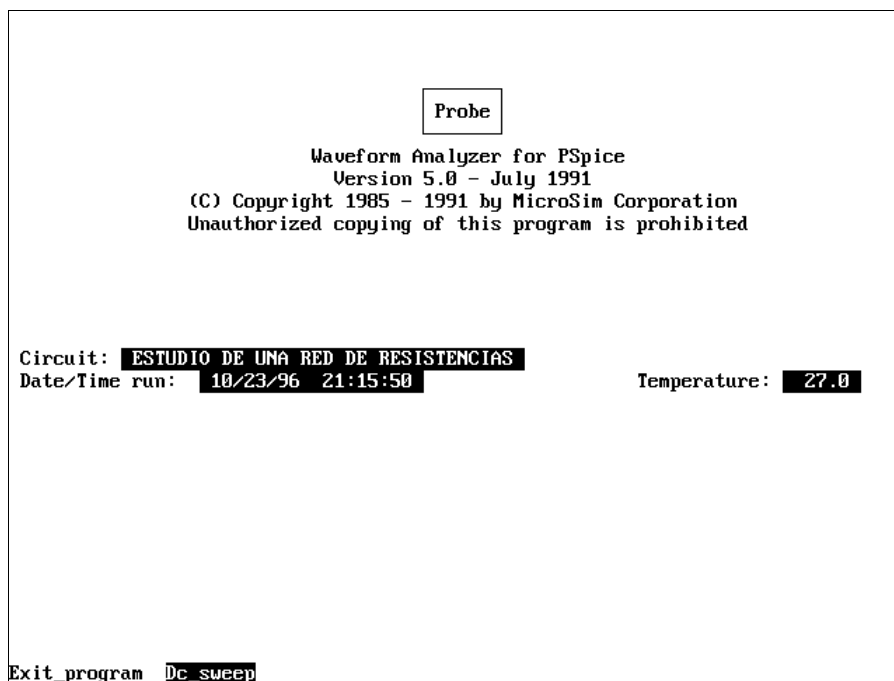 Probe
Waveform Analyzer for PSpice
Version 5.0 - July 1991
(C) Copyright 1985 - 1991 by MicroSim Corporation
Unauthorized copying of this program is prohibited
Circuit: ESTUDIO DE UNA RED DE RESISTENCIAS
Date/Time run: 10/23/96 21:15:50 Temperature: 27.0
Exit_program Dc_sweep